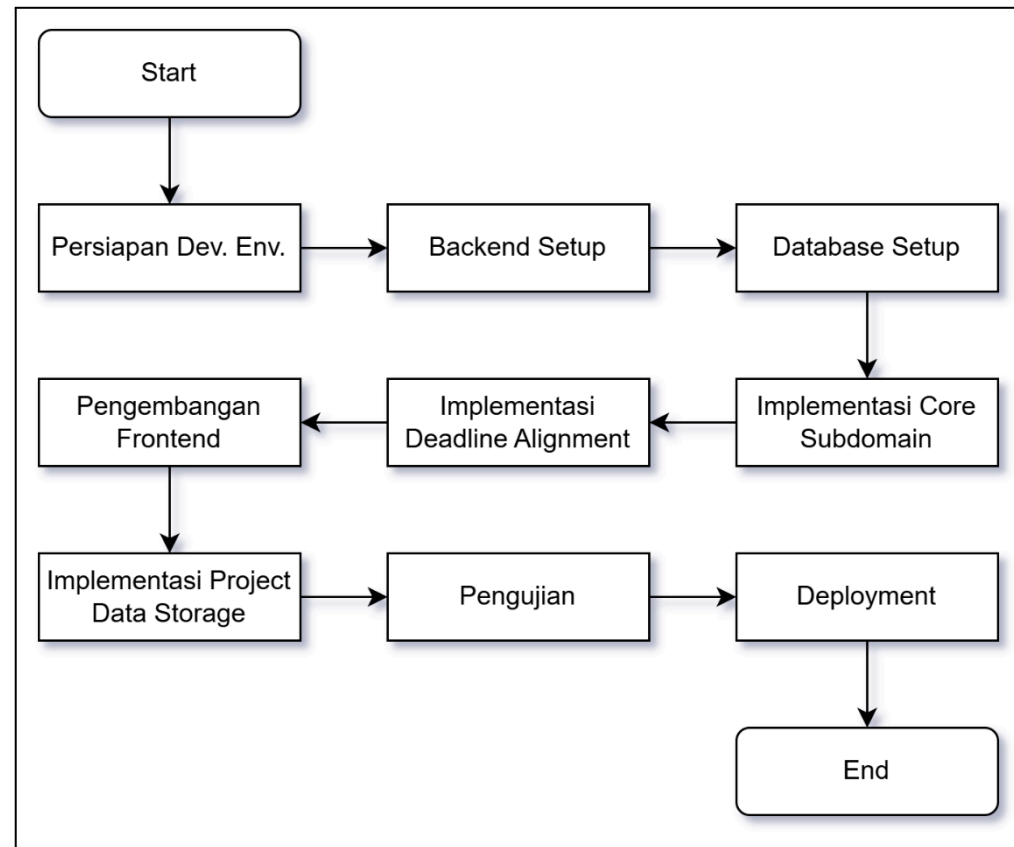 Start
Persiapan Dev. Env.
Backend Setup
Database Setup
Implementasi Core
Subdomain
Implementasi
Deadline Alignment
Pengembangan
Frontend
Implementasi Project
Data Storage
Pengujian
Deployment
End